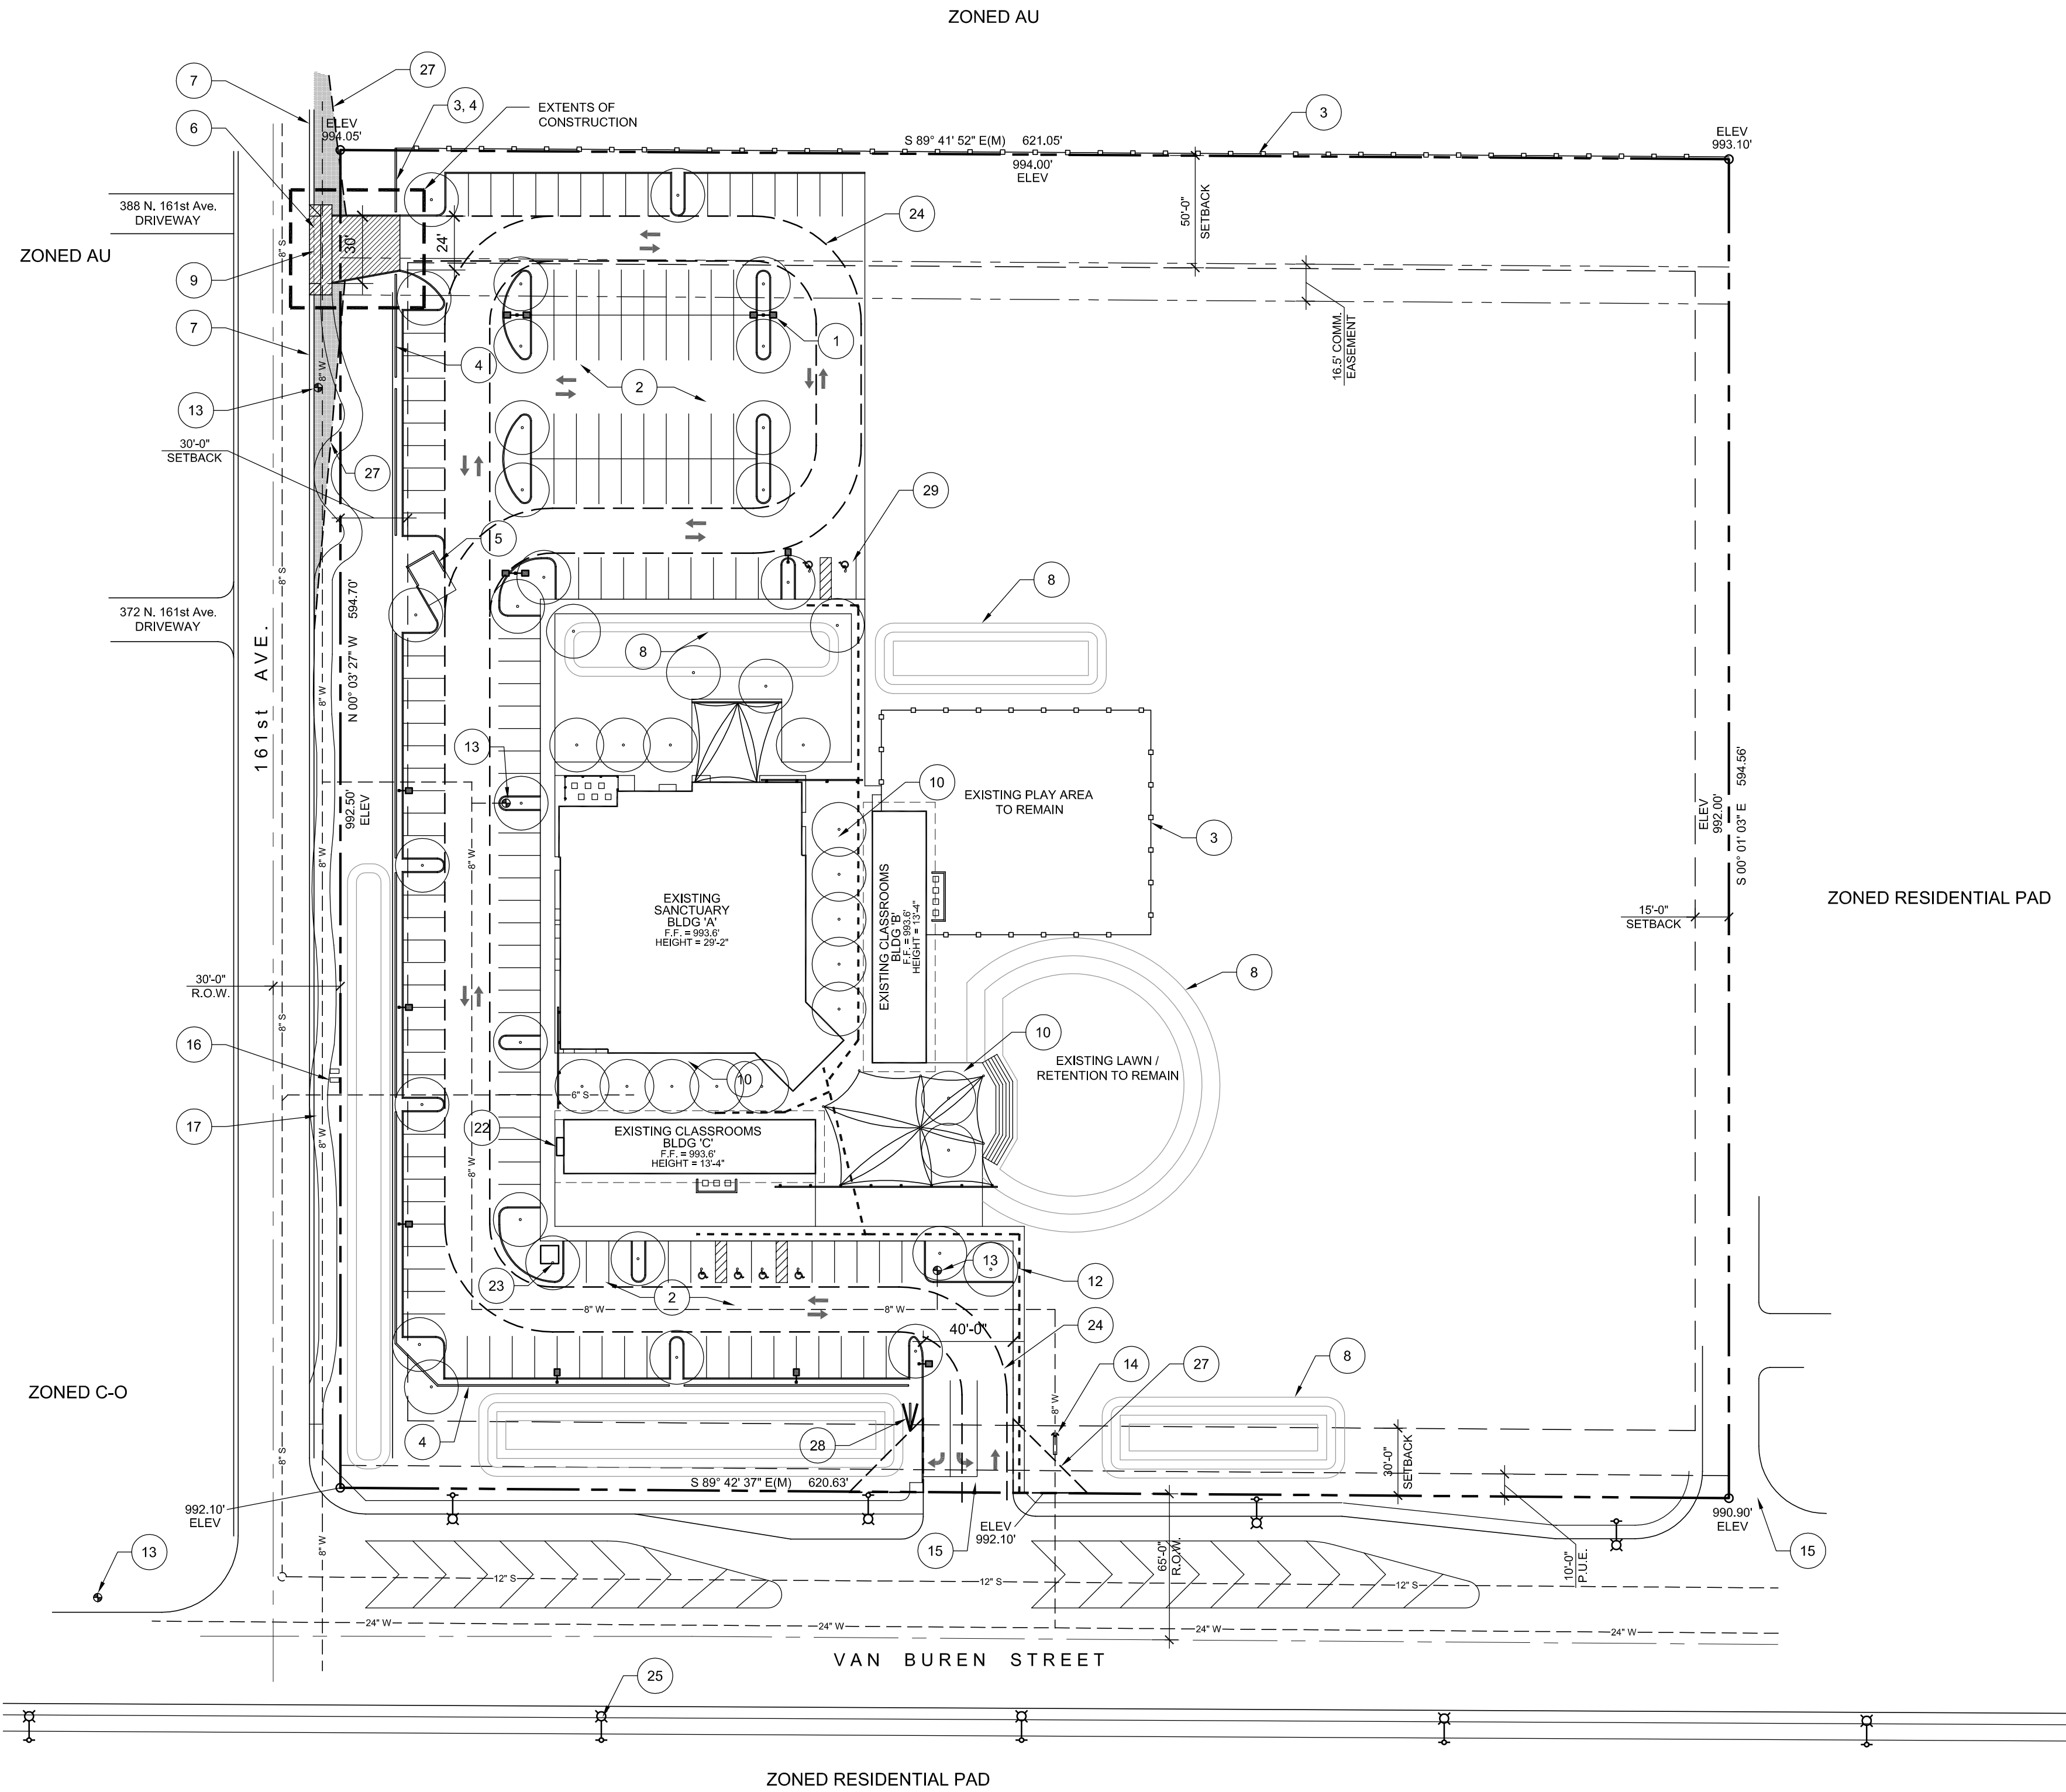 ZONED AU
7
27
3, 4
EXTENTS OF
CONSTRUCTION
3
6
ELEV
994.05'
S 89° 41' 52" E(M) 621.05'
994.00'
ELEV
ELEV
993.10'
388 N. 161st Ave.
DRIVEWAY
8" S
30'
24'
24
50'-0"
SETBACK
ZONED AU
9
7
1
16.5' COMM.
EASEMENT
4
8" W
2
13
30'-0"
SETBACK
27
29
5
8" S
8
372 N. 161st Ave.
DRIVEWAY
N 00° 03' 27" W 594.70'
8
161st AVE.
8" W
13
10
EXISTING PLAY AREA
TO REMAIN
3
992.50'
ELEV
ELEV
992.00'
S 00° 01' 03" E 594.56'
8" W
8" W
EXISTING
SANCTUARY
BLDG 'A'
F.F. = 993.6'
HEIGHT = 29'-2"
EXISTING CLASSROOMS
BLDG 'B'
F.F. = 993.6'
HEIGHT = 13'-4"
ZONED RESIDENTIAL PAD
15'-0"
SETBACK
8
30'-0"
R.O.W.
8" S
16
10
EXISTING LAWN /
RETENTION TO REMAIN
10
6" S
17
8" W
22
EXISTING CLASSROOMS
BLDG 'C'
F.F. = 993.6'
HEIGHT = 13'-4"
8" W
13
12
23
2
8" W
8" W
40'-0"
24
14
27
8
ZONED C-O
8" W
4
28
8" S
30'-0"
SETBACK
S 89° 42' 37" E(M) 620.63'
992.10'
ELEV
ELEV
992.10'
990.90'
ELEV
13
8" W
15
65'-0"
R.O.W.
10'-0"
P.U.E.
15
12" S
12" S
12" S
24" W
24" W
24" W
24" W
VAN BUREN STREET
25
ZONED RESIDENTIAL PAD